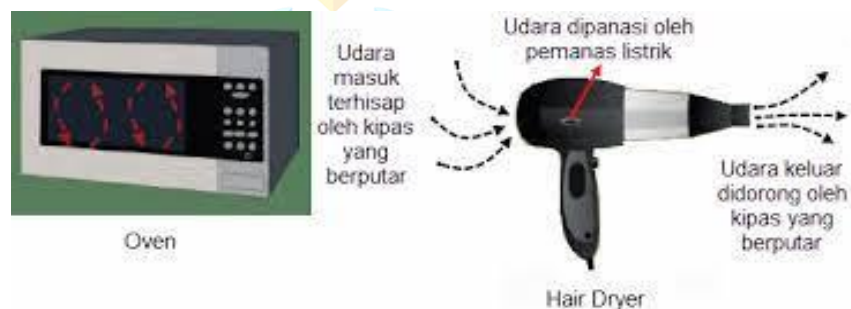 Udara
masuk
terhisap
oleh kipas
yang
berputar
Oven
Udara dipanasi oleh
pemanas listrik
Udara keluar
didorong oleh
kipas yang
berputar
Hair Dryer